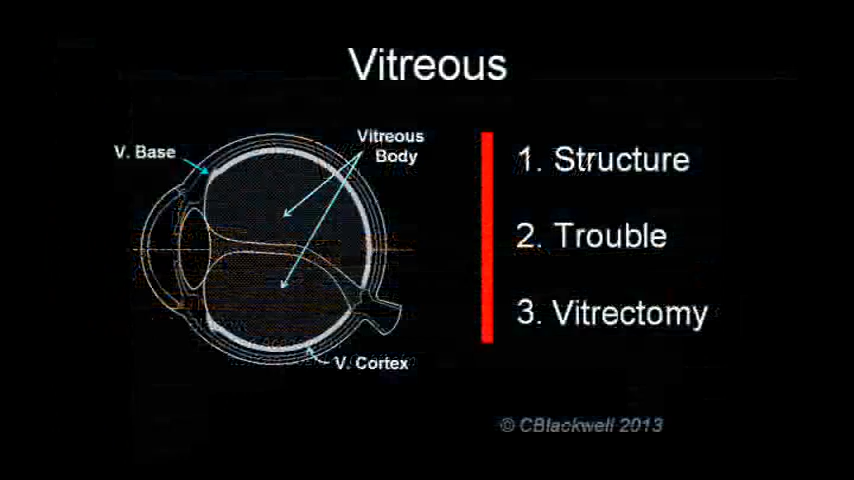 Vitreous
V. Base
Vitreous
Body
V. Cortex
1. Structure
2. Trouble
3. Vitrectomy
© CBlackwell 2013